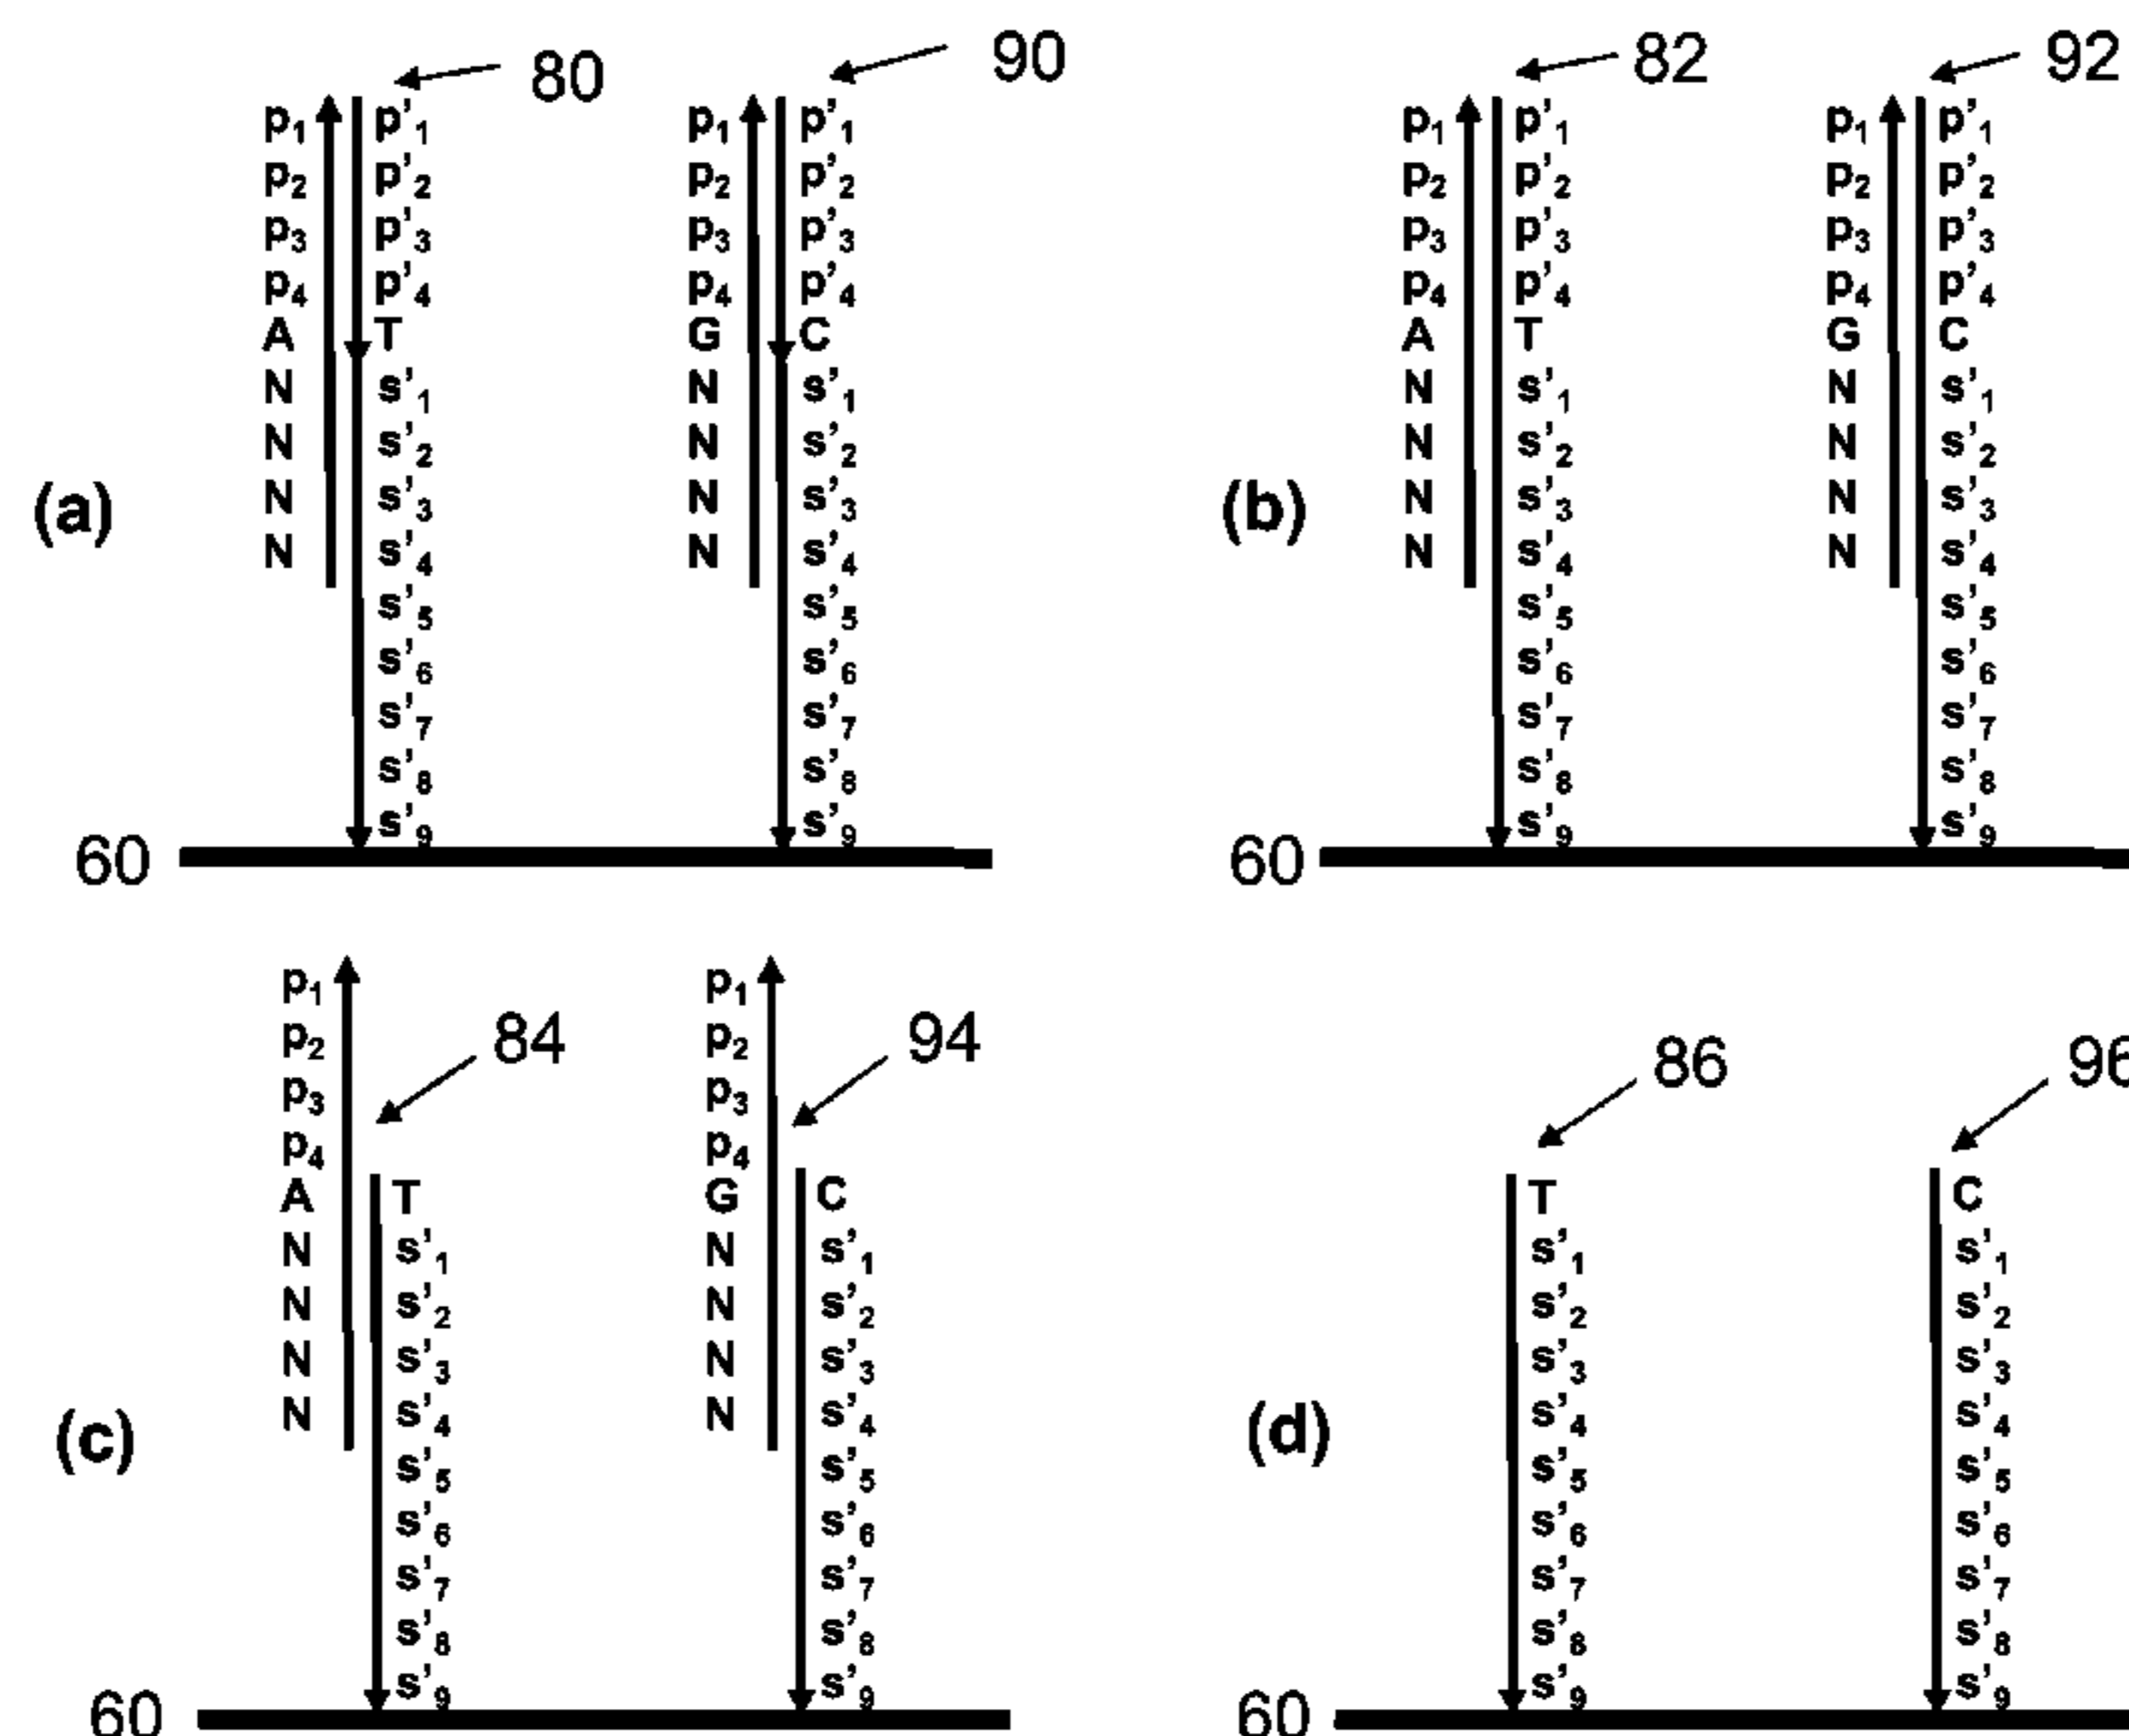 80 90 82 92
p1 p'1 p1 p'1 p1 p'1 p1 p'1
p2 p'2 p2 p'2 p2 p'2 p2 p'2
p3 p'3 p3 p'3 p3 p'3 p3 p'3
p4 p'4 p4 p'4 p4 p'4 p4 p'4
A T G C A T G C
N s'1 N s'1 N s'1 N s'1
N s'2 N s'2 N s'2 N s'2
(a) N s'3 N s'3 (b) N s'3 N s'3
N s'4 N s'4 N s'4 N s'4
s'5 s'5 s'5 s'5
s'6 s'6 s'6 s'6
s'7 s'7 s'7 s'7
s'8 s'8 s'8 s'8
s'9 s'9 s'9 s'9
60 60
p1 p1
p2 84 p2 94 86 96
p3 p3
p4 p4
A T G C T C
N s'1 N s'1 s'1 s'1
N s'2 N s'2 s'2 s'2
N s'3 N s'3 s'3 s'3
(c) N s'4 N s'4 (d) s'4 s'4
s'5 s'5 s'5 s'5
s'6 s'6 s'6 s'6
s'7 s'7 s'7 s'7
s'8 s'8 s'8 s'8
s'9 s'9 s'9 s'9
60 60